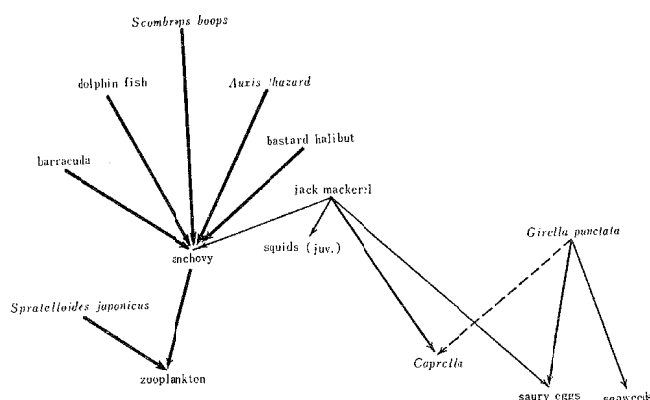 Scombrops boops
dolphin fish
Auxis thazard
bastard halibut
barracuda
jack mackerel
Girella punctata
squids (juv.)
anchovy
Spratelloides japonicus
Caprella
zooplankton
saury eggs
seaweeds